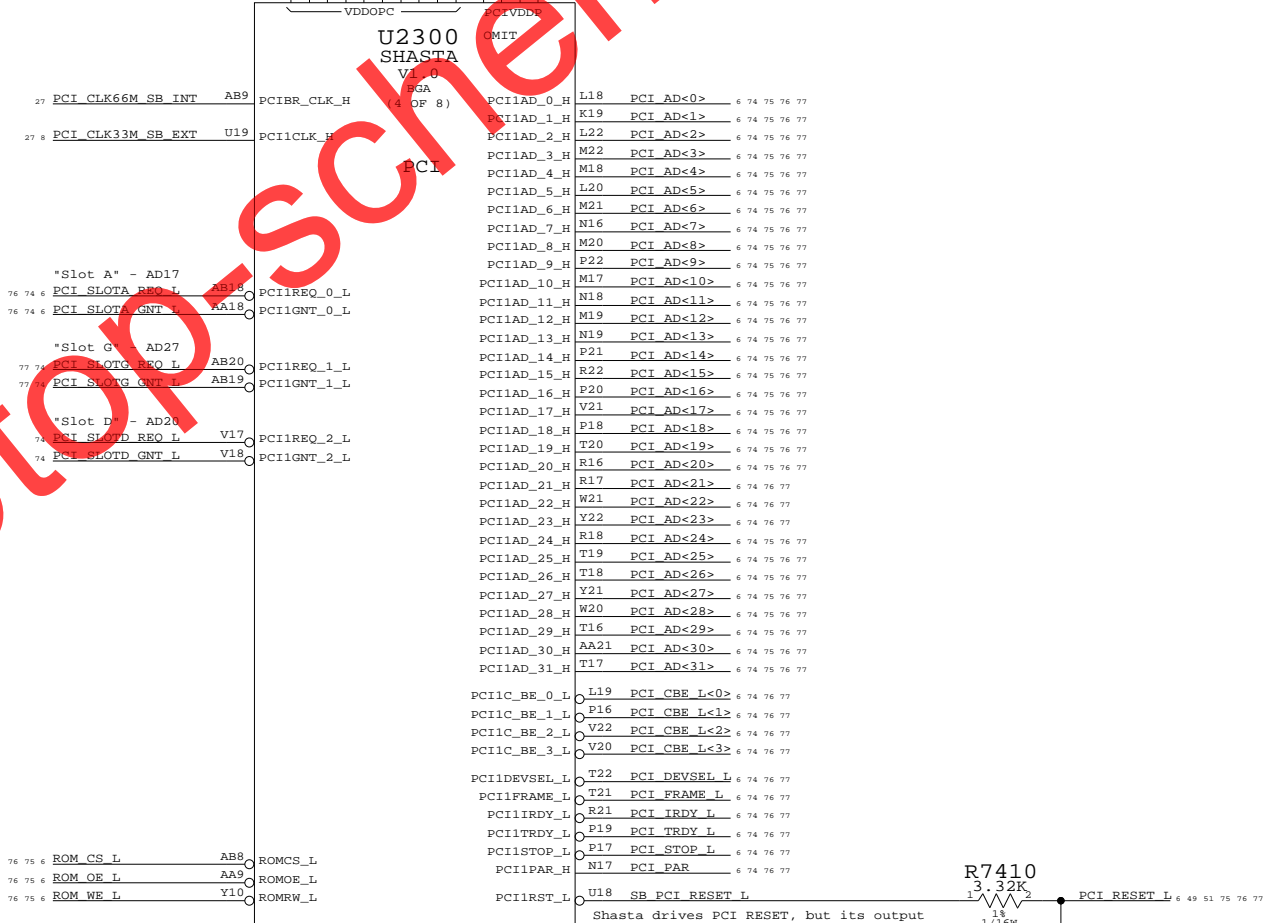 VDDOPC PCIVDDP
U2300 OMIT
SHASTA
V1.0
BGA
(4 OF 8)
PCI
27 PCI_CLK66M_SB_INT AB9 PCIBR_CLK_H
27 8 PCI_CLK33M_SB_EXT U19 PCI1CLK_H
"Slot A" - AD17
76 74 6 PCI_SLOTA_REQ_L AB18 PCI1REQ_0_L
76 74 6 PCI_SLOTA_GNT_L AA18 PCI1GNT_0_L
"Slot G" - AD27
77 74 PCI_SLOTG_REQ_L AB20 PCI1REQ_1_L
77 74 PCI_SLOTG_GNT_L AB19 PCI1GNT_1_L
"Slot D" - AD20
74 PCI_SLOTD_REQ_L V17 PCI1REQ_2_L
74 PCI_SLOTD_GNT_L V18 PCI1GNT_2_L
76 75 6 ROM_CS_L AB8 ROMCS_L
76 75 6 ROM_OE_L AA9 ROMOE_L
76 75 6 ROM_WE_L Y10 ROMRW_L
PCI1AD_0_H L18 PCI_AD<0> 6 74 75 76 77
PCI1AD_1_H K19 PCI_AD<1> 6 74 75 76 77
PCI1AD_2_H L22 PCI_AD<2> 6 74 75 76 77
PCI1AD_3_H M22 PCI_AD<3> 6 74 75 76 77
PCI1AD_4_H M18 PCI_AD<4> 6 74 75 76 77
PCI1AD_5_H L20 PCI_AD<5> 6 74 75 76 77
PCI1AD_6_H M21 PCI_AD<6> 6 74 75 76 77
PCI1AD_7_H N16 PCI_AD<7> 6 74 75 76 77
PCI1AD_8_H M20 PCI_AD<8> 6 74 75 76 77
PCI1AD_9_H P22 PCI_AD<9> 6 74 75 76 77
PCI1AD_10_H M17 PCI_AD<10> 6 74 75 76 77
PCI1AD_11_H N18 PCI_AD<11> 6 74 75 76 77
PCI1AD_12_H M19 PCI_AD<12> 6 74 75 76 77
PCI1AD_13_H N19 PCI_AD<13> 6 74 75 76 77
PCI1AD_14_H P21 PCI_AD<14> 6 74 75 76 77
PCI1AD_15_H R22 PCI_AD<15> 6 74 75 76 77
PCI1AD_16_H P20 PCI_AD<16> 6 74 75 76 77
PCI1AD_17_H V21 PCI_AD<17> 6 74 75 76 77
PCI1AD_18_H P18 PCI_AD<18> 6 74 75 76 77
PCI1AD_19_H T20 PCI_AD<19> 6 74 75 76 77
PCI1AD_20_H R16 PCI_AD<20> 6 74 75 76 77
PCI1AD_21_H R17 PCI_AD<21> 6 74 76 77
PCI1AD_22_H W21 PCI_AD<22> 6 74 76 77
PCI1AD_23_H Y22 PCI_AD<23> 6 74 76 77
PCI1AD_24_H R18 PCI_AD<24> 6 74 75 76 77
PCI1AD_25_H T19 PCI_AD<25> 6 74 75 76 77
PCI1AD_26_H T18 PCI_AD<26> 6 74 75 76 77
PCI1AD_27_H Y21 PCI_AD<27> 6 74 75 76 77
PCI1AD_28_H W20 PCI_AD<28> 6 74 75 76 77
PCI1AD_29_H T16 PCI_AD<29> 6 74 75 76 77
PCI1AD_30_H AA21 PCI_AD<30> 6 74 75 76 77
PCI1AD_31_H T17 PCI_AD<31> 6 74 75 76 77
PCI1C_BE_0_L L19 PCI_CBE_L<0> 6 74 76 77
PCI1C_BE_1_L P16 PCI_CBE_L<1> 6 74 76 77
PCI1C_BE_2_L V22 PCI_CBE_L<2> 6 74 76 77
PCI1C_BE_3_L V20 PCI_CBE_L<3> 6 74 76 77
PCI1DEVSEL_L T22 PCI_DEVSEL_L 6 74 76 77
PCI1FRAME_L T21 PCI_FRAME_L 6 74 76 77
PCI1IRDY_L R21 PCI_IRDY_L 6 74 76 77
PCI1TRDY_L P19 PCI_TRDY_L 6 74 76 77
PCI1STOP_L P17 PCI_STOP_L 6 74 76 77
PCI1PAR_H N17 PCI_PAR 6 74 76 77
PCI1RST_L U18 SB_PCI_RESET_L
R7410
3.32K
1 2 PCI_RESET_L 6 49 51 75 76 77
1%
1/16W
Shasta drives PCI RESET, but its output
top-schem